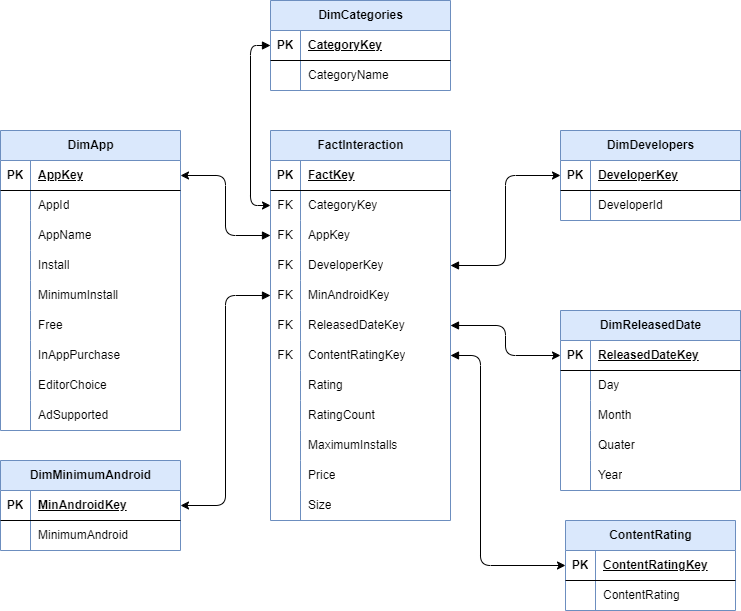 DimCategories
PK CategoryKey
CategoryName
DimApp
PK AppKey
AppId
AppName
Install
MinimumInstall
Free
InAppPurchase
EditorChoice
AdSupported
FactInteraction
PK FactKey
FK CategoryKey
FK AppKey
FK DeveloperKey
FK MinAndroidKey
FK ReleasedDateKey
FK ContentRatingKey
Rating
RatingCount
MaximumInstalls
Price
Size
DimDevelopers
PK DeveloperKey
DeveloperId
DimReleasedDate
PK ReleasedDateKey
Day
Month
Quater
Year
DimMinimumAndroid
PK MinAndroidKey
MinimumAndroid
ContentRating
PK ContentRatingKey
ContentRating